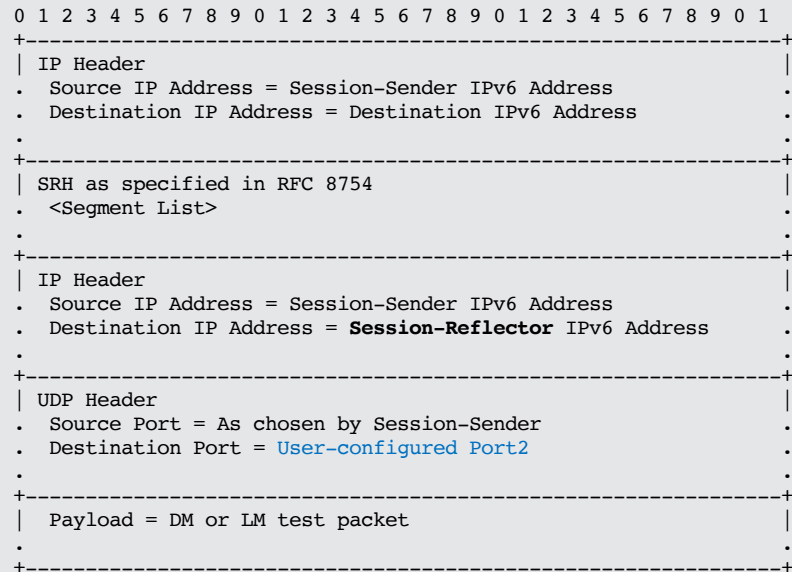 0 1 2 3 4 5 6 7 8 9 0 1 2 3 4 5 6 7 8 9 0 1 2 3 4 5 6 7 8 9 0 1
+---------------------------------------------------------------+
| IP Header                                                     |
.  Source IP Address = Session-Sender IPv6 Address              .
.  Destination IP Address = Destination IPv6 Address            .
.                                                               .
+---------------------------------------------------------------+
| SRH as specified in RFC 8754                                  |
.  <Segment List>                                               .
.                                                               .
+---------------------------------------------------------------+
| IP Header                                                     |
.  Source IP Address = Session-Sender IPv6 Address              .
.  Destination IP Address = Session-Reflector IPv6 Address      .
.                                                               .
+---------------------------------------------------------------+
| UDP Header                                                    |
.  Source Port = As chosen by Session-Sender                    .
.  Destination Port = User-configured Port2                     .
.                                                               .
+---------------------------------------------------------------+
|  Payload = DM or LM test packet                               |
.                                                               .
+---------------------------------------------------------------+